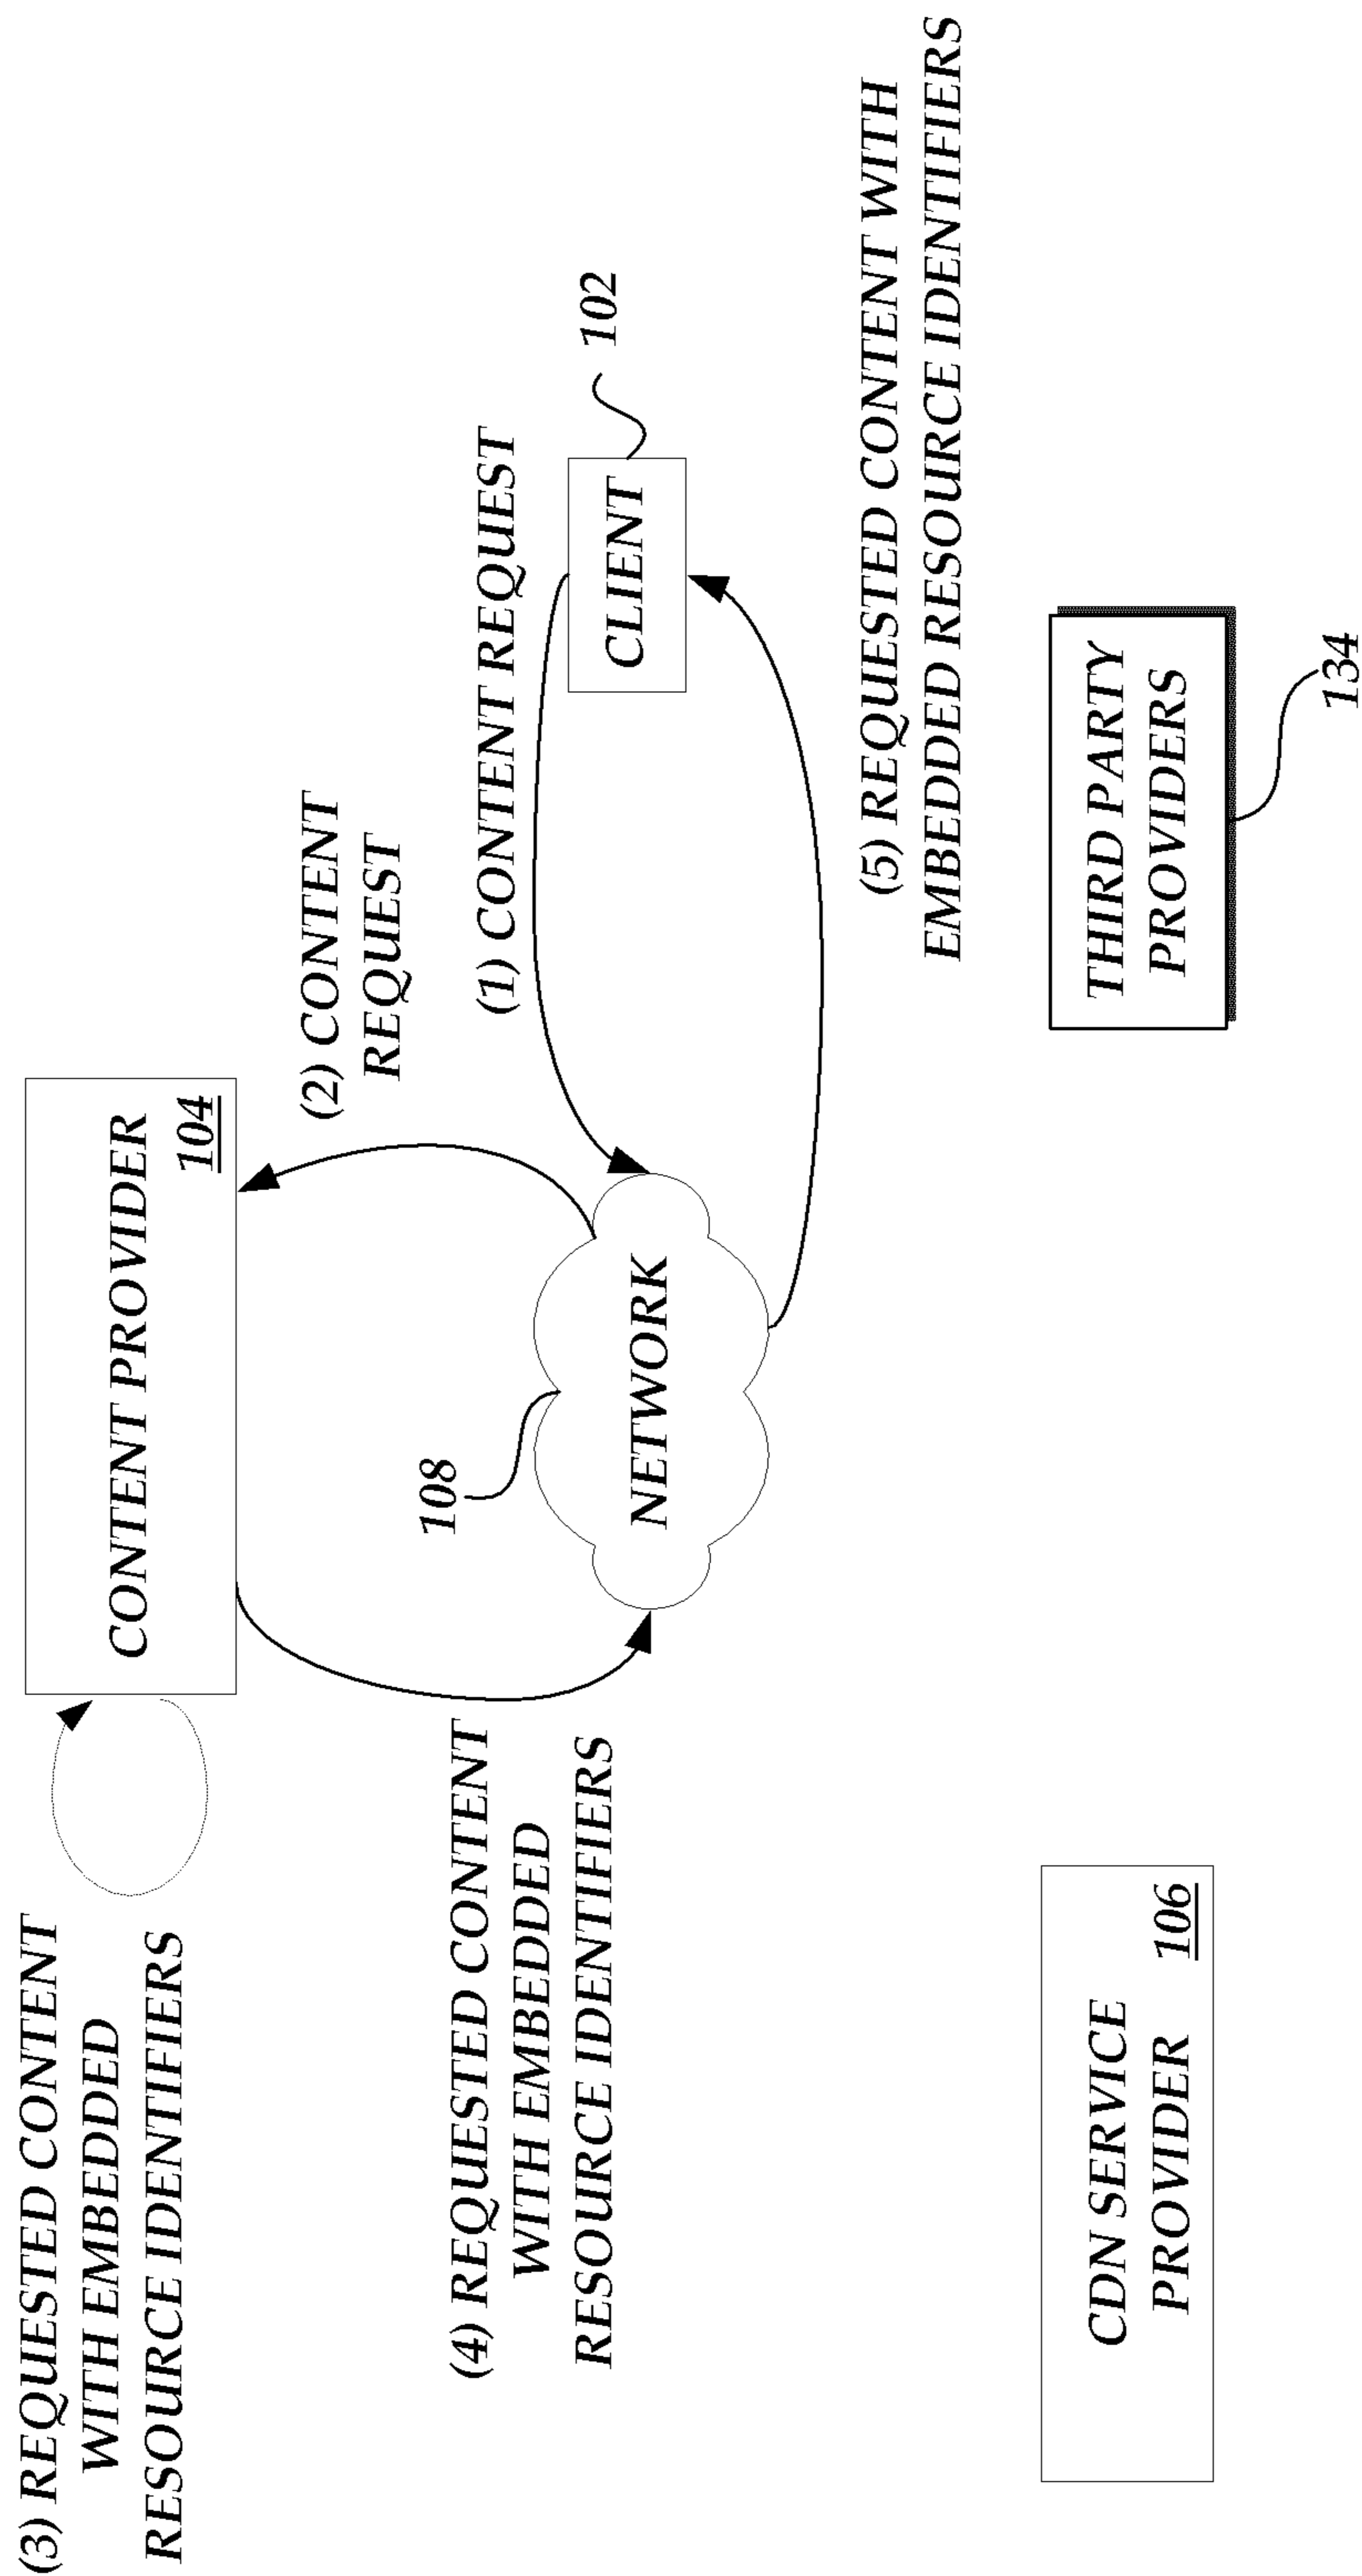 (3) REQUESTED CONTENT
WITH EMBEDDED
RESOURCE IDENTIFIERS
CONTENT PROVIDER
104
(2) CONTENT
REQUEST
(4) REQUESTED CONTENT
WITH EMBEDDED
RESOURCE IDENTIFIERS
108
NETWORK
(1) CONTENT REQUEST
CLIENT
102
(5) REQUESTED CONTENT WITH
EMBEDDED RESOURCE IDENTIFIERS
CDN SERVICE
PROVIDER
106
THIRD PARTY
PROVIDERS
134